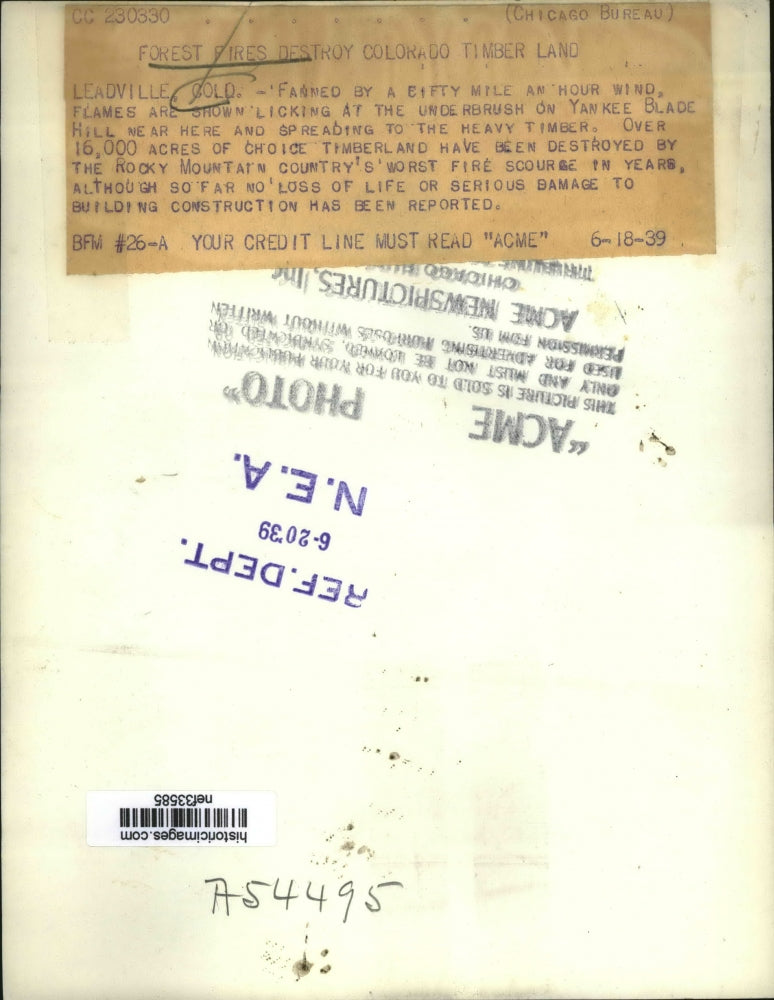 CC 230330 (CHICAGO BUREAU)
FOREST FIRES DESTROY COLORADO TIMBER LAND
LEADVILLE, COLO. - FANNED BY A FIFTY MILE AN HOUR WIND,
FLAMES ARE SHOWN LICKING AT THE UNDERBRUSH ON YANKEE BLADE
HILL NEAR HERE AND SPREADING TO THE HEAVY TIMBER. OVER
16,000 ACRES OF CHOICE TIMBERLAND HAVE BEEN DESTROYED BY
THE ROCKY MOUNTAIN COUNTRY'S WORST FIRE SCOURGE IN YEARS,
ALTHOUGH SO FAR NO LOSS OF LIFE OR SERIOUS DAMAGE TO
BUILDING CONSTRUCTION HAS BEEN REPORTED.
BFM #26-A YOUR CREDIT LINE MUST READ "ACME" 6-18-39
"ACME PHOTO"
THIS PICTURE IS SOLD TO YOU FOR YOUR PUBLICATION
ONLY AND MUST NOT BE LOANED, SYNDICATED OR
USED FOR ADVERTISING PURPOSES WITHOUT WRITTEN
PERMISSION FROM US.
ACME NEWSPICTURES, Inc.
CHICAGO
REF. DEPT.
6-20'39
N.E.A.
historicimages.com
nef33585
A54495